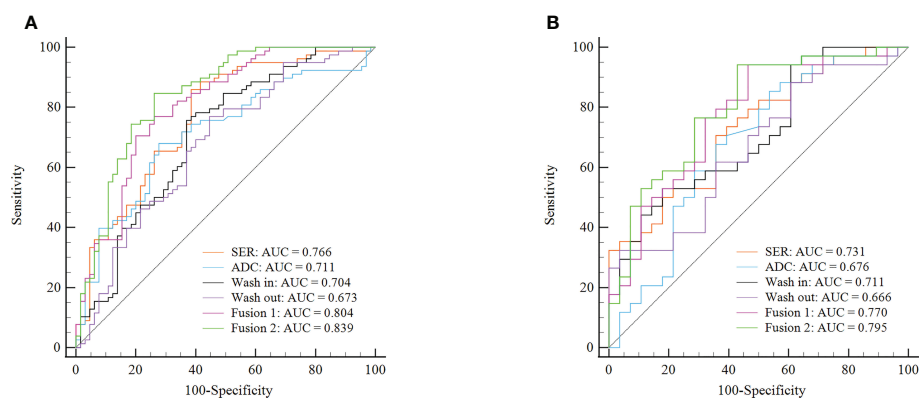 A
100
80
60
40
20
0
Sensitivity
SER: AUC = 0.766
ADC: AUC = 0.711
Wash in: AUC = 0.704
Wash out: AUC = 0.673
Fusion 1: AUC = 0.804
Fusion 2: AUC = 0.839
0 20 40 60 80 100
100-Specificity
B
100
80
60
40
20
0
Sensitivity
SER: AUC = 0.731
ADC: AUC = 0.676
Wash in: AUC = 0.711
Wash out: AUC = 0.666
Fusion 1: AUC = 0.770
Fusion 2: AUC = 0.795
0 20 40 60 80 100
100-Specificity